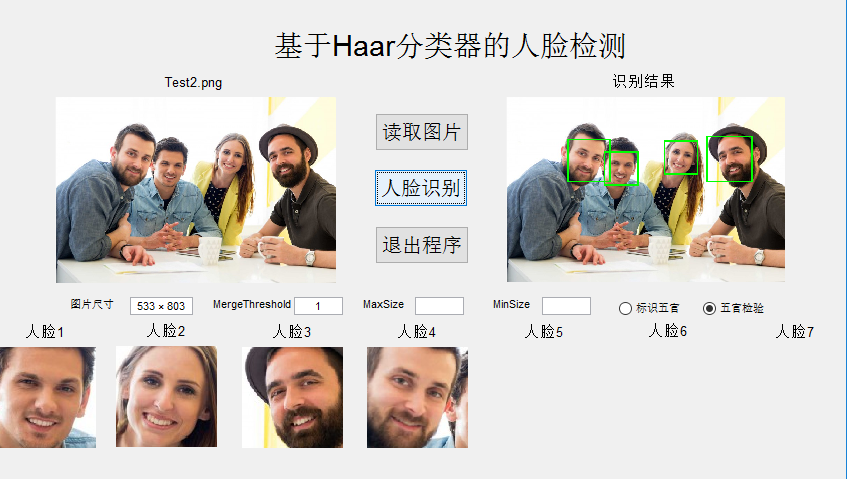 基于Haar分类器的人脸检测
Test2.png
识别结果
读取图片
人脸识别
退出程序
图片尺寸 533 × 803 MergeThreshold 1 MaxSize MinSize 标识五官 五官检验
人脸1 人脸2 人脸3 人脸4 人脸5 人脸6 人脸7